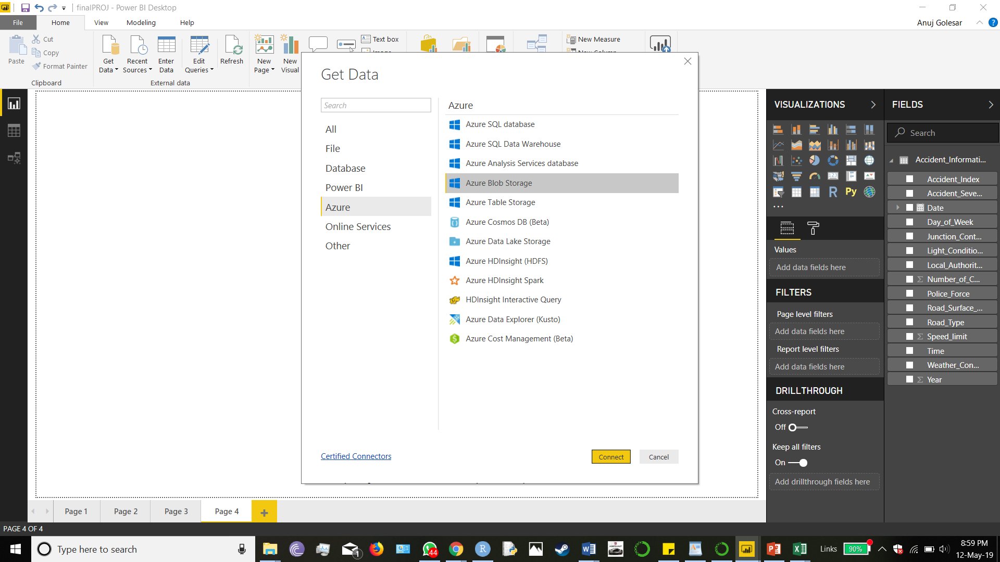 finalPROJ - Power BI Desktop
File Home View Modeling Help
Anuj Golesar
?
Paste
Cut
Copy
Format Painter
Clipboard
Get Data
Recent Sources
Enter Data
Edit Queries
Refresh
External data
New Page
New Visual
Text box
New Measure
Get Data
Search
All
File
Database
Power BI
Azure
Online Services
Other
Azure
Azure SQL database
Azure SQL Data Warehouse
Azure Analysis Services database
Azure Blob Storage
Azure Table Storage
Azure Cosmos DB (Beta)
Azure Data Lake Storage
Azure HDInsight (HDFS)
Azure HDInsight Spark
HDInsight Interactive Query
Azure Data Explorer (Kusto)
Azure Cost Management (Beta)
Certified Connectors
Connect
Cancel
VISUALIZATIONS
123
R
Py
Values
Add data fields here
FILTERS
Page level filters
Add data fields here
Report level filters
Add data fields here
DRILLTHROUGH
Cross-report
Off
Keep all filters
On
Add drillthrough fields here
FIELDS
Search
Accident_Informati...
Accident_Index
Accident_Seve...
Date
Day_of_Week
Junction_Cont...
Light_Conditio...
Local_Authorit...
Σ Number_of_C...
Police_Force
Road_Surface_...
Road_Type
Σ Speed_limit
Time
Weather_Con...
Σ Year
Page 1
Page 2
Page 3
Page 4
+
PAGE 4 OF 4
Type here to search
1
44
R
Links
90%
8:59 PM
12-May-19